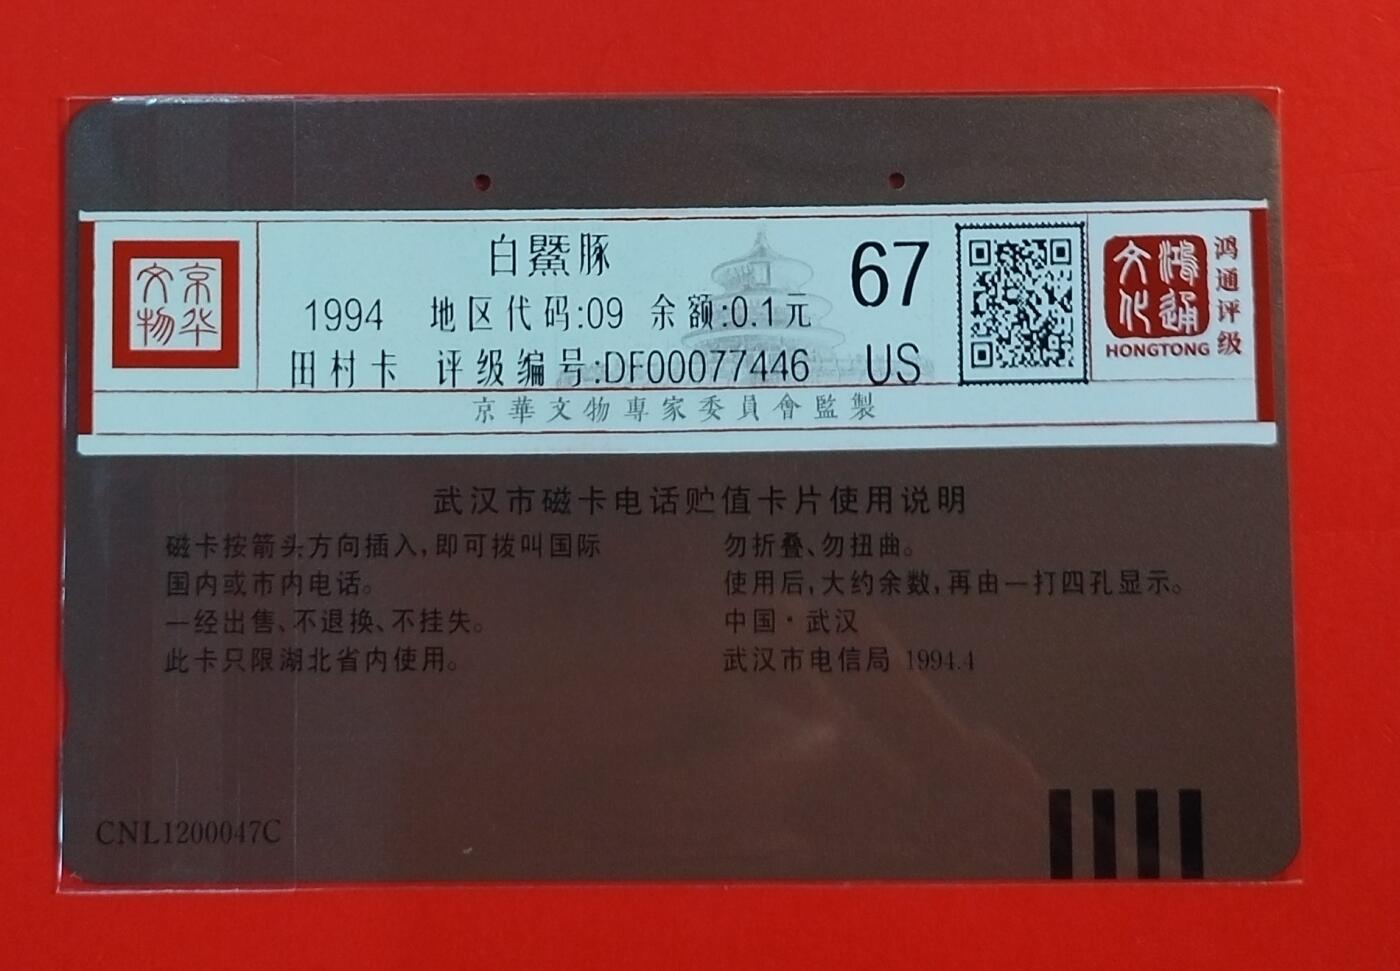 京华
文物
白鱀豚
1994 地区代码:09 余额:0.1元
田村卡 评级编号:DF00077446
67
US
京華文物專家委員會監製
鸿通
文化
HONGTONG
鸿通评级
武汉市磁卡电话贮值卡片使用说明
磁卡按箭头方向插入,即可拨叫国际
国内或市内电话。
一经出售、不退换、不挂失。
此卡只限湖北省内使用。
勿折叠、勿扭曲。
使用后,大约余数,再由一打四孔显示。
中国·武汉
武汉市电信局 1994.4
CNL1200047C